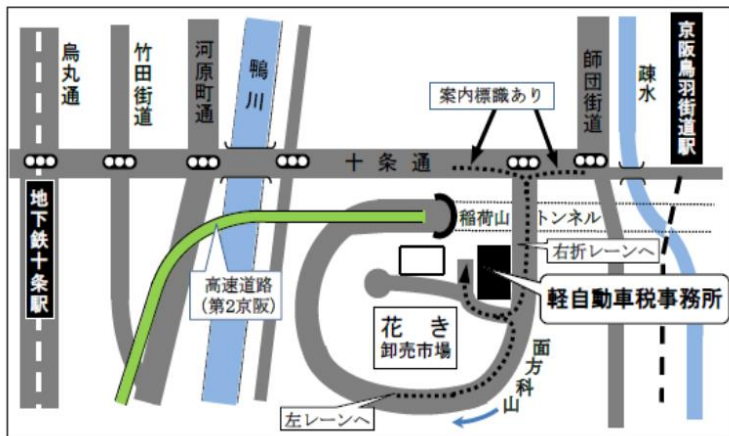 烏丸通
竹田街道
河原町通
鴨川
案内標識あり
師団街道
疏水
京阪鳥羽街道駅
十条通
地下鉄十条駅
稲荷山トンネル
右折レーンへ
高速道路
(第2京阪)
軽自動車税事務所
花き
卸売市場
山科方面
左レーンへ